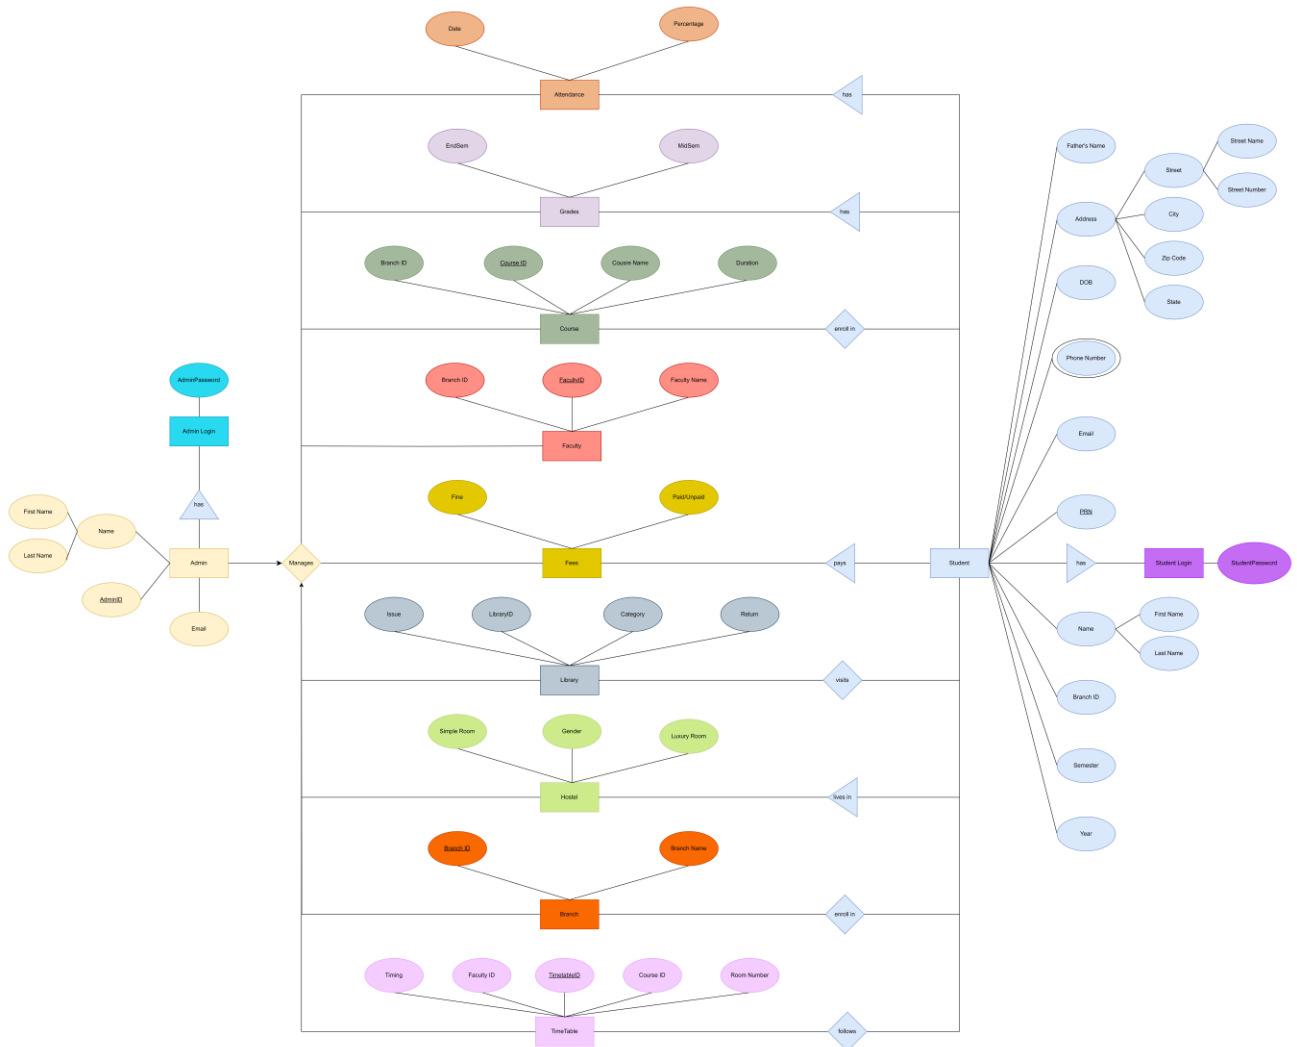 Date
Percentage
Attendance
has
EndSem
MidSem
Grades
has
Branch ID
Course ID
Cousre Name
Duration
Course
enroll in
Branch ID
FacultyID
Faculty Name
Faculty
AdminPassword
Admin Login
has
First Name
Last Name
Name
AdminID
Admin
Email
Manages
Fine
Paid/Unpaid
Fees
pays
Issue
LibraryID
Category
Return
Library
visits
Simple Room
Gender
Luxury Room
Hostel
lives in
Branch ID
Branch Name
Branch
enroll in
Timing
Faculty ID
TimetableID
Course ID
Room Number
TimeTable
follows
Student
Father's Name
Address
Street
Street Name
Street Number
City
Zip Code
State
DOB
Phone Number
Email
PRN
has
Student Login
StudentPassword
Name
First Name
Last Name
Branch ID
Semester
Year